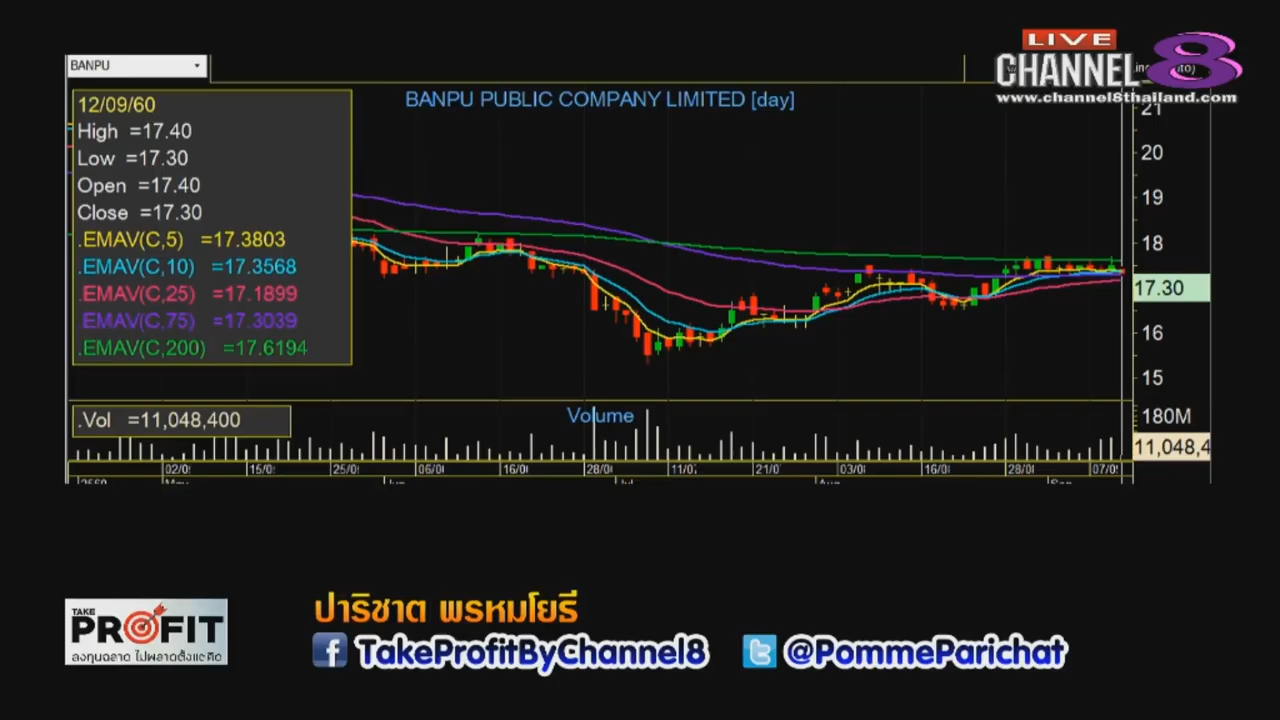 LIVE
CHANNEL 8
www.channel8thailand.com
BANPU
BANPU PUBLIC COMPANY LIMITED [day]
12/09/60
High =17.40
Low =17.30
Open =17.40
Close =17.30
.EMAV(C,5) =17.3803
.EMAV(C,10) =17.3568
.EMAV(C,25) =17.1899
.EMAV(C,75) =17.3039
.EMAV(C,200) =17.6194
21
20
19
18
17.30
16
15
.Vol =11,048,400
Volume
180M
11,048,4
02/0 15/0 25/0 06/0 16/0 28/0 11/0 21/0 03/0 16/0 28/0 07/0
TAKE
PROFIT
ลงทุนฉลาด ไม่พลาดตั้งแต่คิด
ปาริชาต พรหมโยธี
TakeProfitByChannel8 @PommeParichat